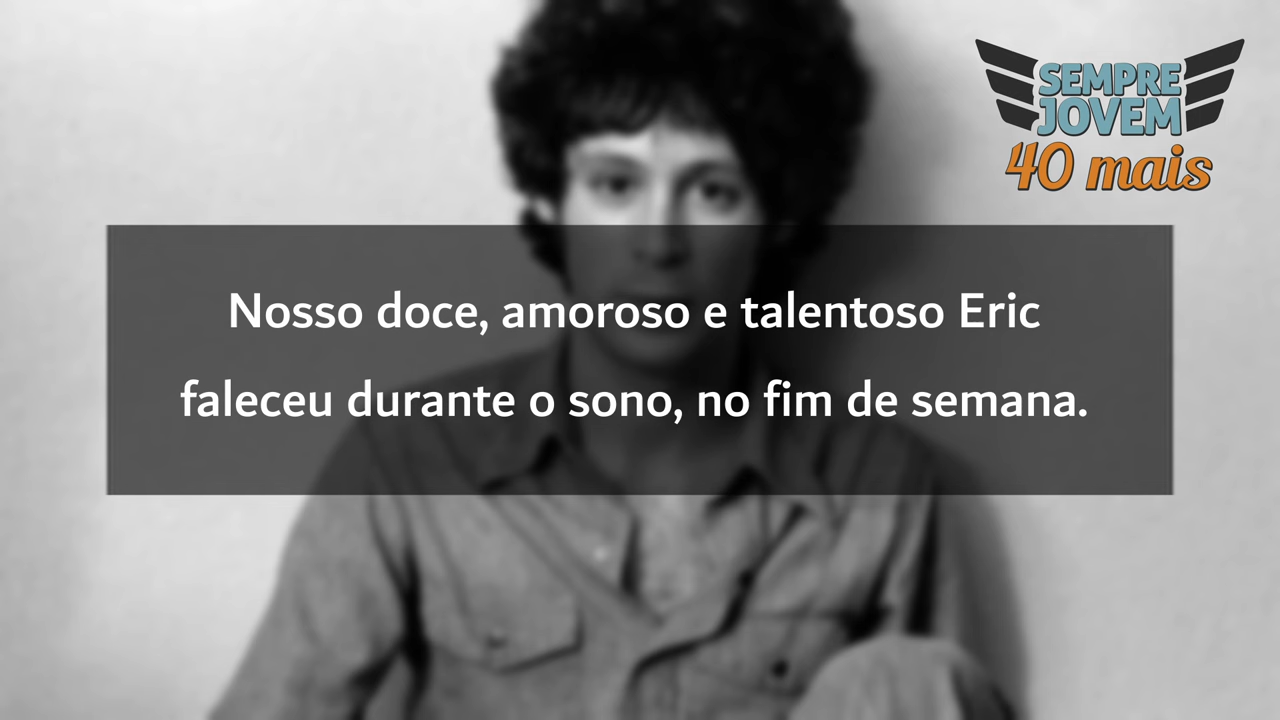 SEMPRE
JOVEM
40 mais
Nosso doce, amoroso e talentoso Eric
faleceu durante o sono, no fim de semana.